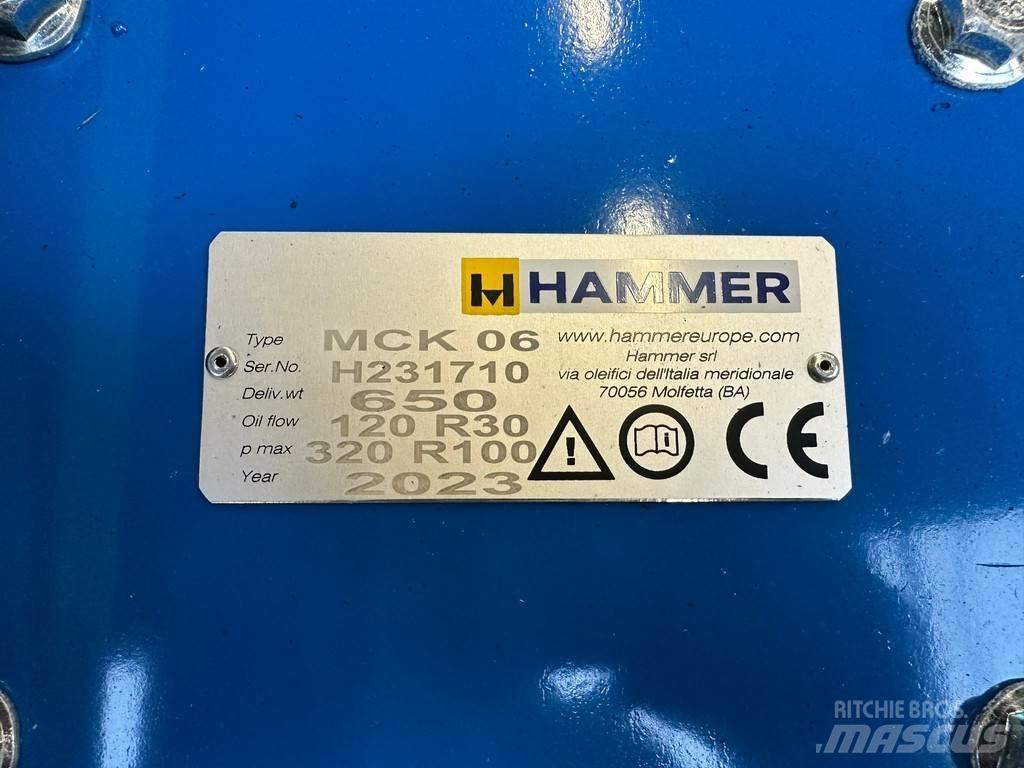 H HAMMER
Type MCK 06
Ser.No. H231710
Deliv.wt 650
Oil flow 120 R30
p max 320 R100
Year 2023
www.hammereurope.com
Hammer srl
via oleifici dell'Italia meridionale
70056 Molfetta (BA)
i
CE
RITCHIE BROS.
MASCUS